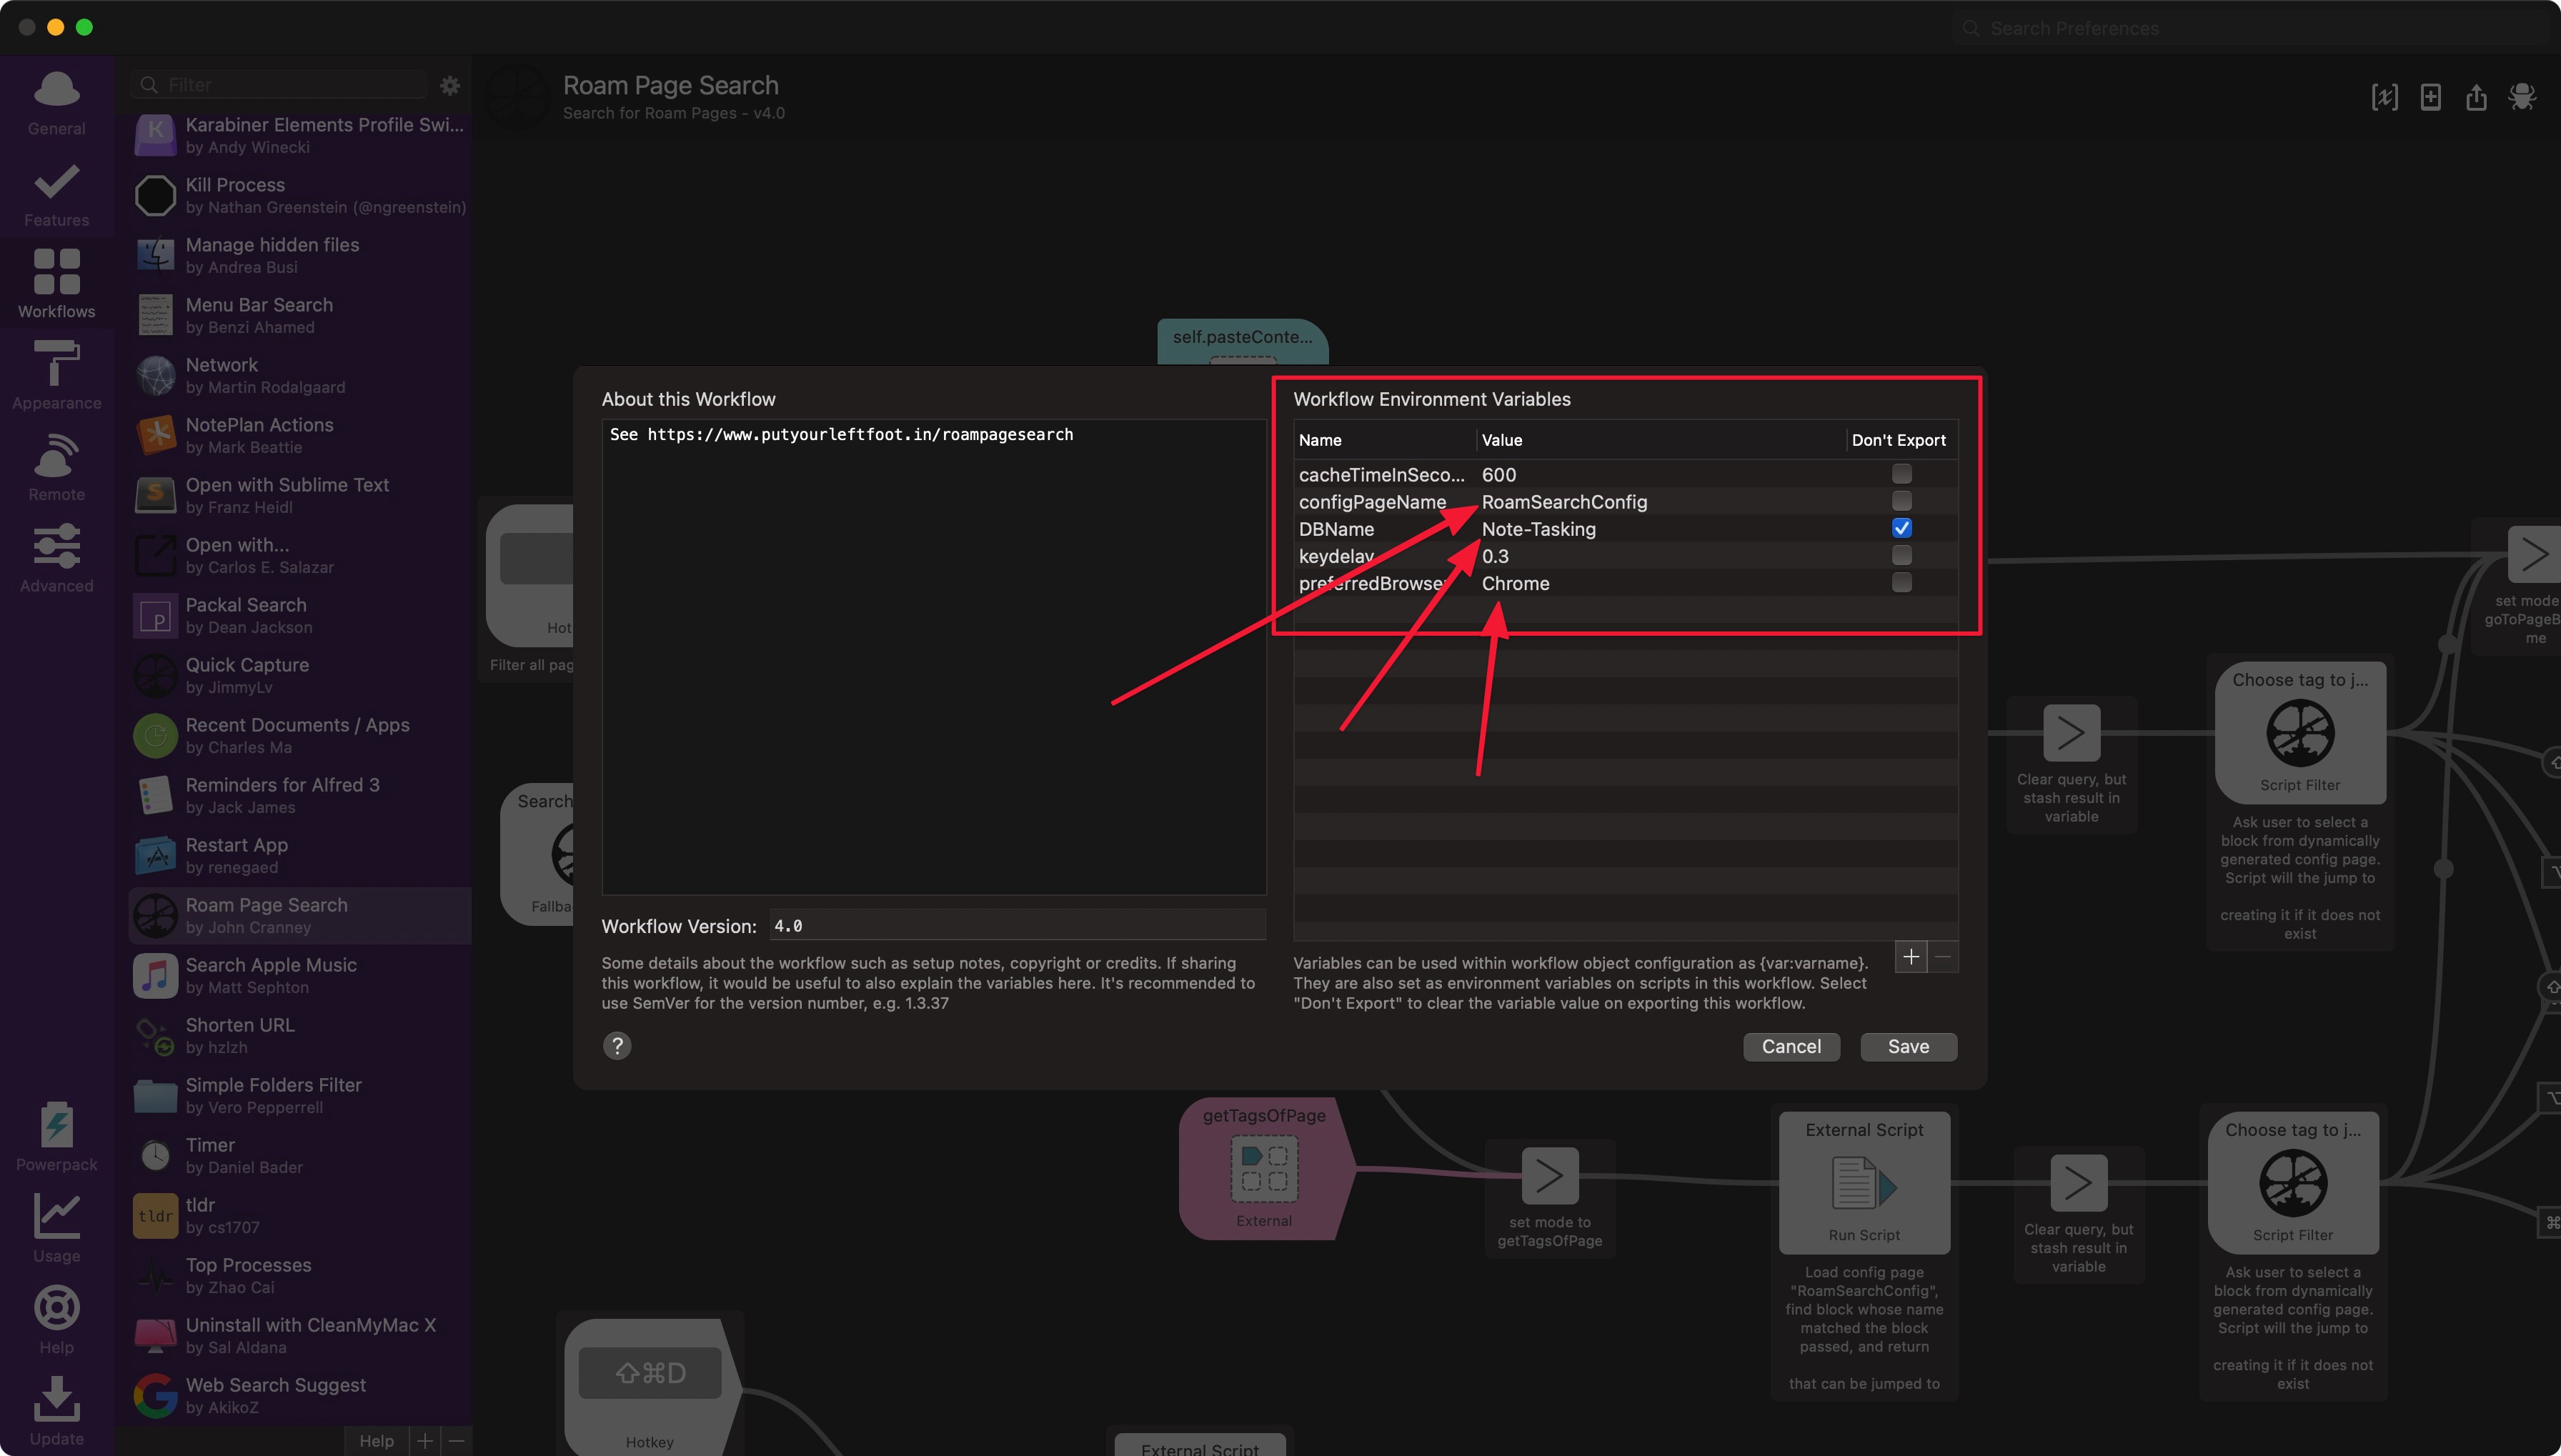 Search Preferences
General
Features
Workflows
Appearance
Remote
Advanced
Powerpack
Usage
Help
Update
Filter
Karabiner Elements Profile Swi...
by Andy Winecki
Kill Process
by Nathan Greenstein (@ngreenstein)
Manage hidden files
by Andrea Busi
Menu Bar Search
by Benzi Ahamed
Network
by Martin Rodalgaard
NotePlan Actions
by Mark Beattie
Open with Sublime Text
by Franz Heidl
Open with...
by Carlos E. Salazar
Packal Search
by Dean Jackson
Quick Capture
by JimmyLv
Recent Documents / Apps
by Charles Ma
Reminders for Alfred 3
by Jack James
Restart App
by renegaed
Roam Page Search
by John Cranney
Search Apple Music
by Matt Sephton
Shorten URL
by hzlzh
Simple Folders Filter
by Vero Pepperrell
Timer
by Daniel Bader
tldr
tldr
by cs1707
Top Processes
by Zhao Cai
Uninstall with CleanMyMac X
by Sal Aldana
Web Search Suggest
by AkikoZ
Help
Roam Page Search
Search for Roam Pages - v4.0
self.pasteConte...
About this Workflow
See https://www.putyourleftfoot.in/roampagesearch
Workflow Version: 4.0
Some details about the workflow such as setup notes, copyright or credits. If sharing
this workflow, it would be useful to also explain the variables here. It's recommended to
use SemVer for the version number, e.g. 1.3.37
?
Workflow Environment Variables
Name Value Don't Export
cacheTimeInSeco... 600
configPageName RoamSearchConfig
DBName Note-Tasking
keydelay 0.3
preferredBrowser Chrome
Variables can be used within workflow object configuration as {var:varname}.
They are also set as environment variables on scripts in this workflow. Select
"Don't Export" to clear the variable value on exporting this workflow.
Cancel Save
Hot
Filter all pag
Search
Fallba
set mode
goToPageB
me
Clear query, but
stash result in
variable
Choose tag to j...
Script Filter
Ask user to select a
block from dynamically
generated config page.
Script will the jump to
creating it if it does not
exist
getTagsOfPage
External
set mode to
getTagsOfPage
External Script
Run Script
Load config page
"RoamSearchConfig",
find block whose name
matched the block
passed, and return
that can be jumped to
Clear query, but
stash result in
variable
Choose tag to j...
Script Filter
Ask user to select a
block from dynamically
generated config page.
Script will the jump to
creating it if it does not
exist
⇧⌘D
Hotkey
External Script